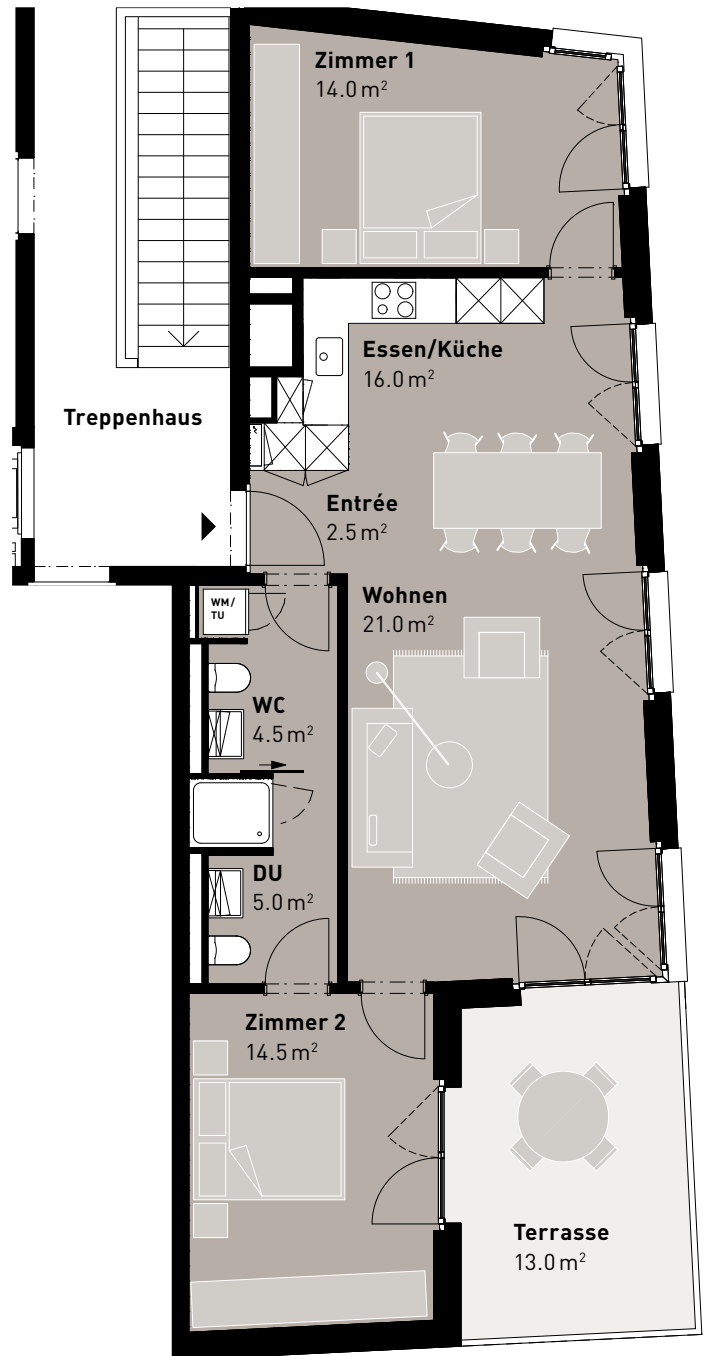 Zimmer 1
14.0 m²
Essen/Küche
16.0 m²
Treppenhaus
Entrée
2.5 m²
Wohnen
21.0 m²
WM/
TU
WC
4.5 m²
DU
5.0 m²
Zimmer 2
14.5 m²
Terrasse
13.0 m²